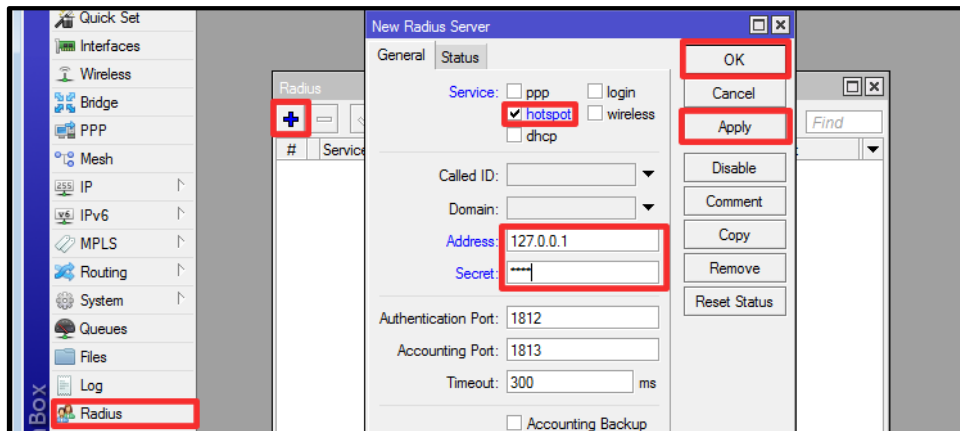 Quick Set
Interfaces
Wireless
Bridge
PPP
Mesh
IP
IPv6
MPLS
Routing
System
Queues
Files
Log
Radius
Box
Radius
Find
#
Service
New Radius Server
General Status
Service: ppp login
hotspot wireless
dhcp
Called ID:
Domain:
Address: 127.0.0.1
Secret: ****
Authentication Port: 1812
Accounting Port: 1813
Timeout: 300 ms
Accounting Backup
OK
Cancel
Apply
Disable
Comment
Copy
Remove
Reset Status